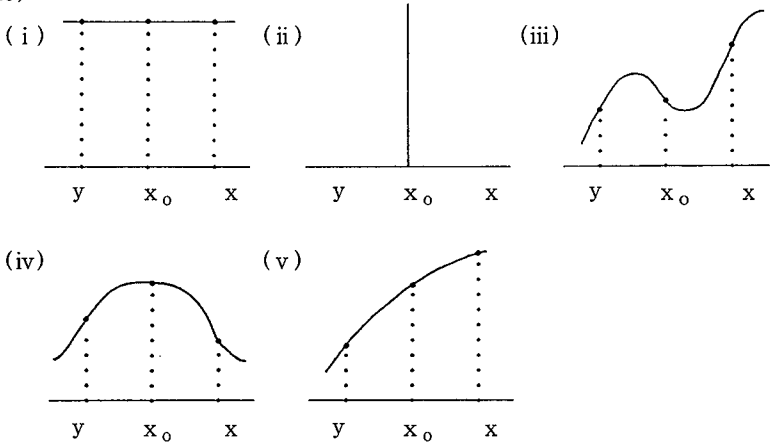 (i) (ii) (iii)
y x₀ x y x₀ x y x₀ x
(iv) (v)
y x₀ x y x₀ x